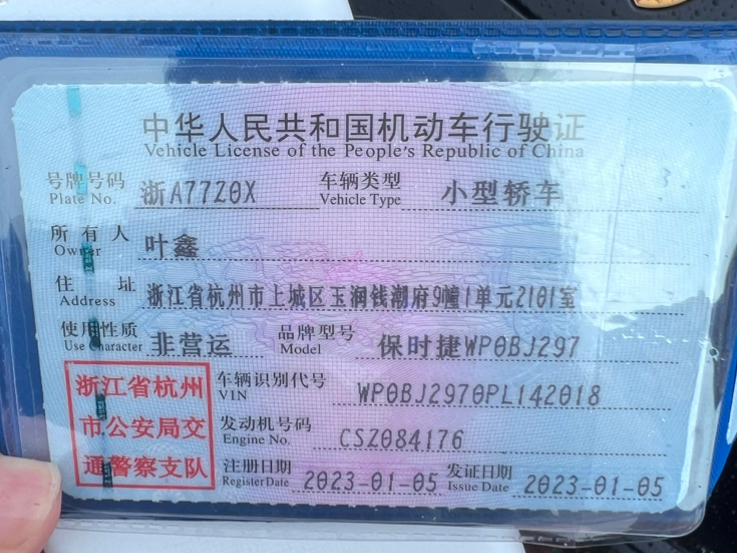 中华人民共和国机动车行驶证
Vehicle License of the People's Republic of China
号牌号码 浙A77Z0X 车辆类型 小型轿车
Plate No. Vehicle Type
所有人 叶鑫
Owner
住址 浙江省杭州市上城区玉润钱潮府9幢1单元2101室
Address
使用性质 非营运 品牌型号 保时捷WP0BJ297
Use Character Model
浙江省杭州
市公安局交
通警察支队
车辆识别代号 WP0BJ2970PL142018
VIN
发动机号码 CSZ084176
Engine No.
注册日期 2023-01-05 发证日期 2023-01-05
Register Date Issue Date